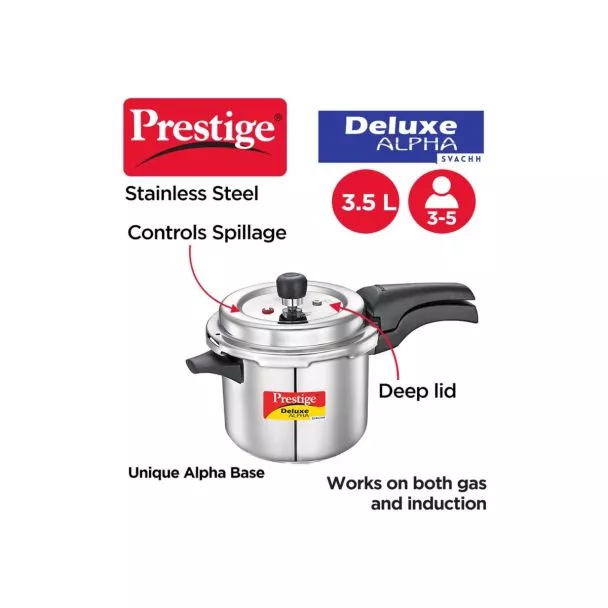 Prestige®
Deluxe
ALPHA
SVACHH
Stainless Steel
3.5 L
3-5
Controls Spillage
Deep lid
Prestige
Deluxe
ALPHA
Unique Alpha Base
Works on both gas
and induction